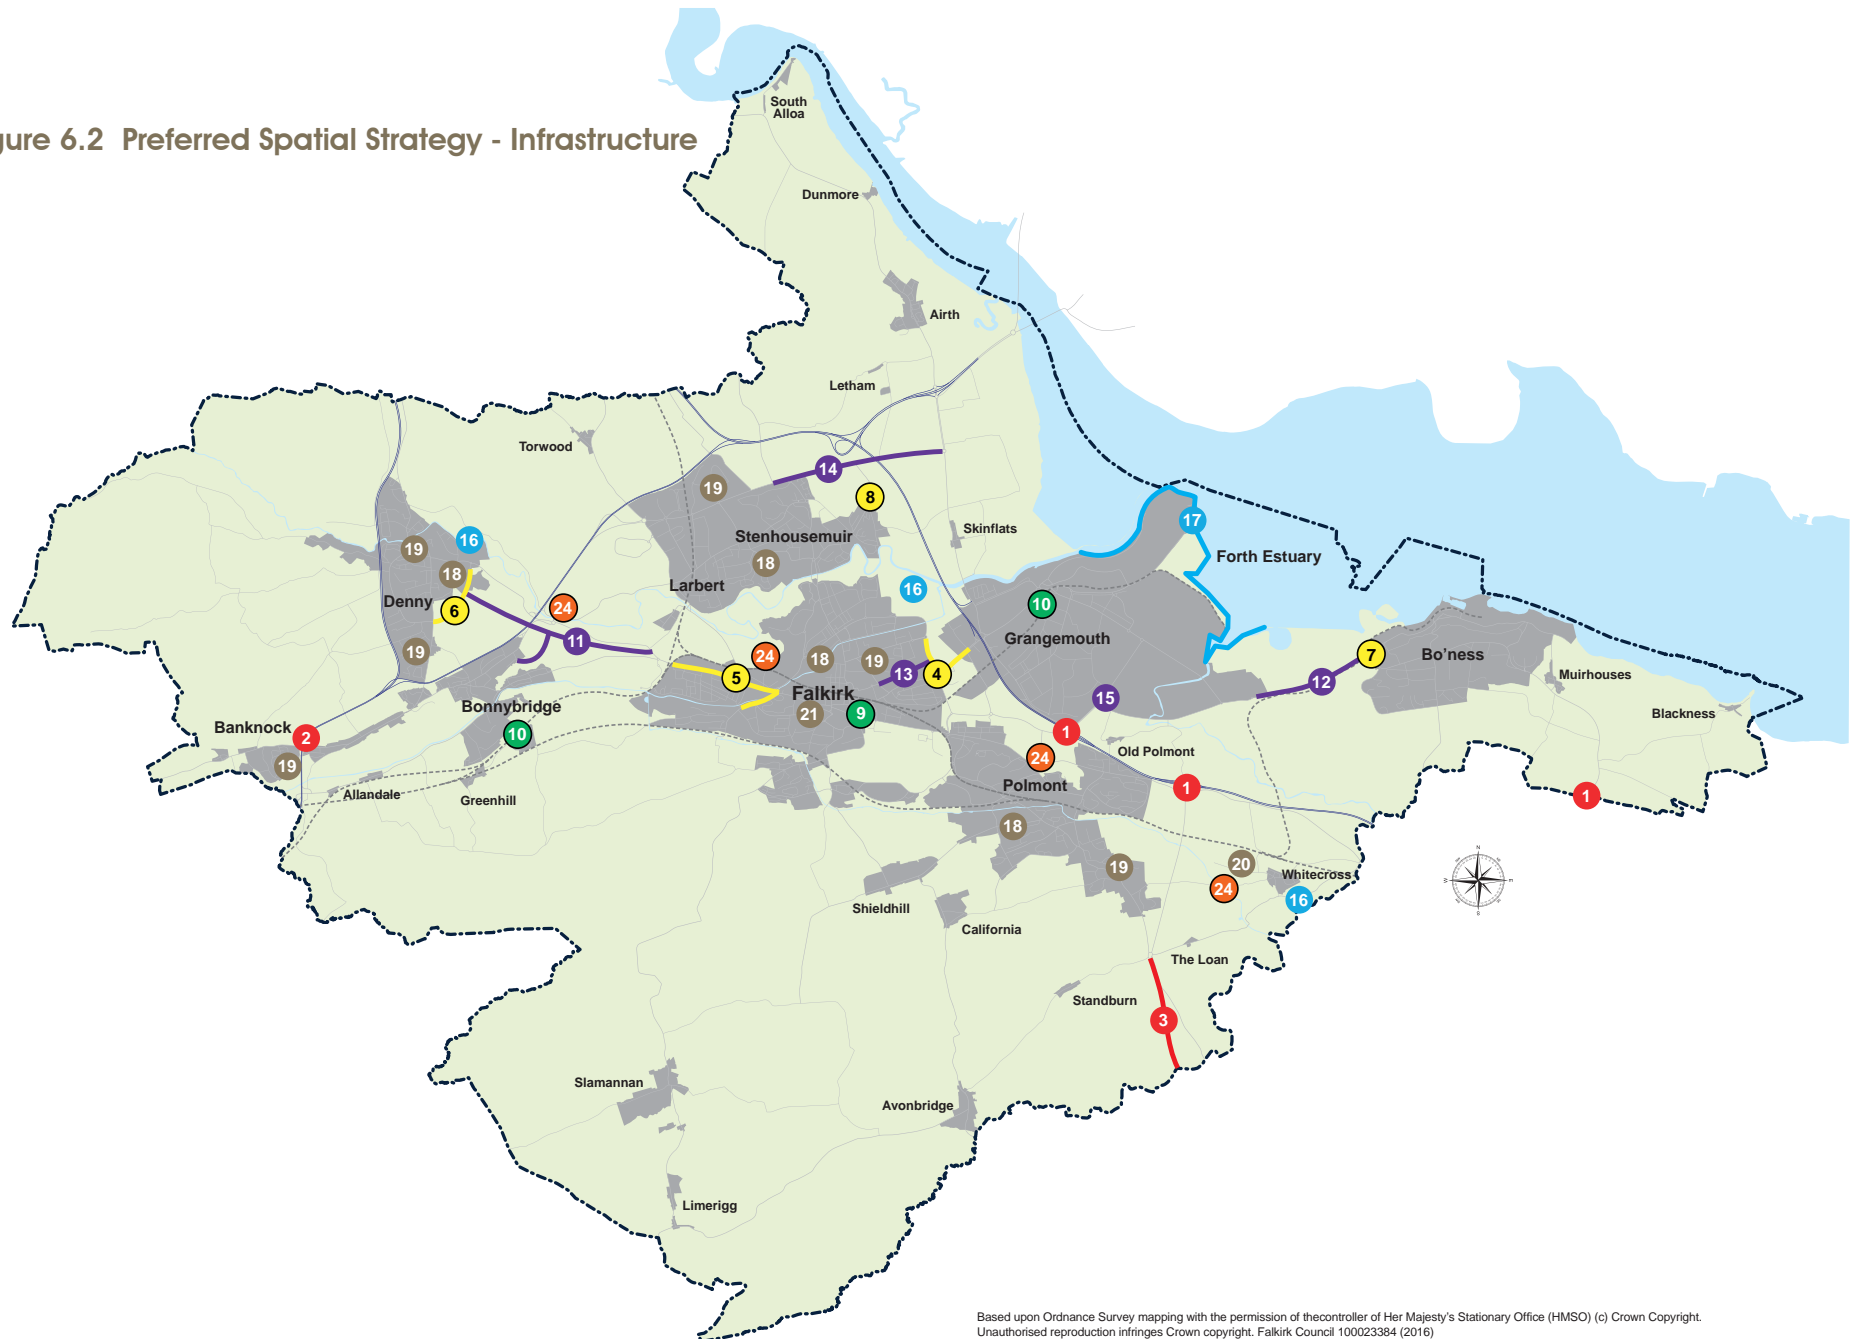 gure 6.2 Preferred Spatial Strategy - Infrastructure
South
Alloa
Dunmore
Airth
Letham
Torwood
14
19
8
Stenhousemuir
Skinflats
17
16
19
Forth Estuary
18
18
Larbert
16
Denny
6
24
10
Grangemouth
11
19
24
18
19
13
4
5
7
Bo'ness
Muirhouses
12
Falkirk
15
Bonnybridge
21
9
Blackness
Banknock
2
10
1
Old Polmont
24
19
Allandale
Greenhill
Polmont
1
1
18
19
20
Whitecross
24
16
Shieldhill
California
The Loan
Standburn
3
Slamannan
Avonbridge
Limerigg
N
S
W
E
Based upon Ordnance Survey mapping with the permission of thecontroller of Her Majesty's Stationary Office (HMSO) (c) Crown Copyright.
Unauthorised reproduction infringes Crown copyright. Falkirk Council 100023384 (2016)